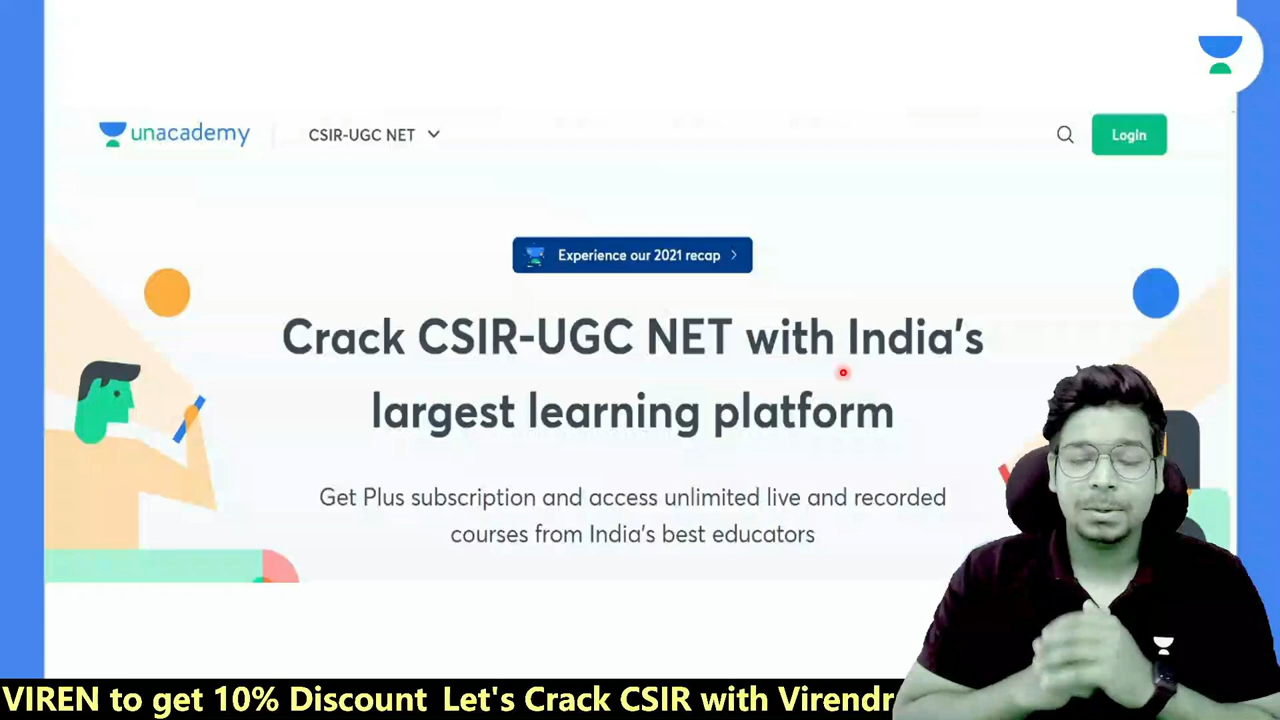 unacademy
CSIR-UGC NET
LogIn
Experience our 2021 recap
Crack CSIR-UGC NET with India's
largest learning platform
Get Plus subscription and access unlimited live and recorded
courses from India's best educators
VIREN to get 10% Discount Let's Crack CSIR with Virendr